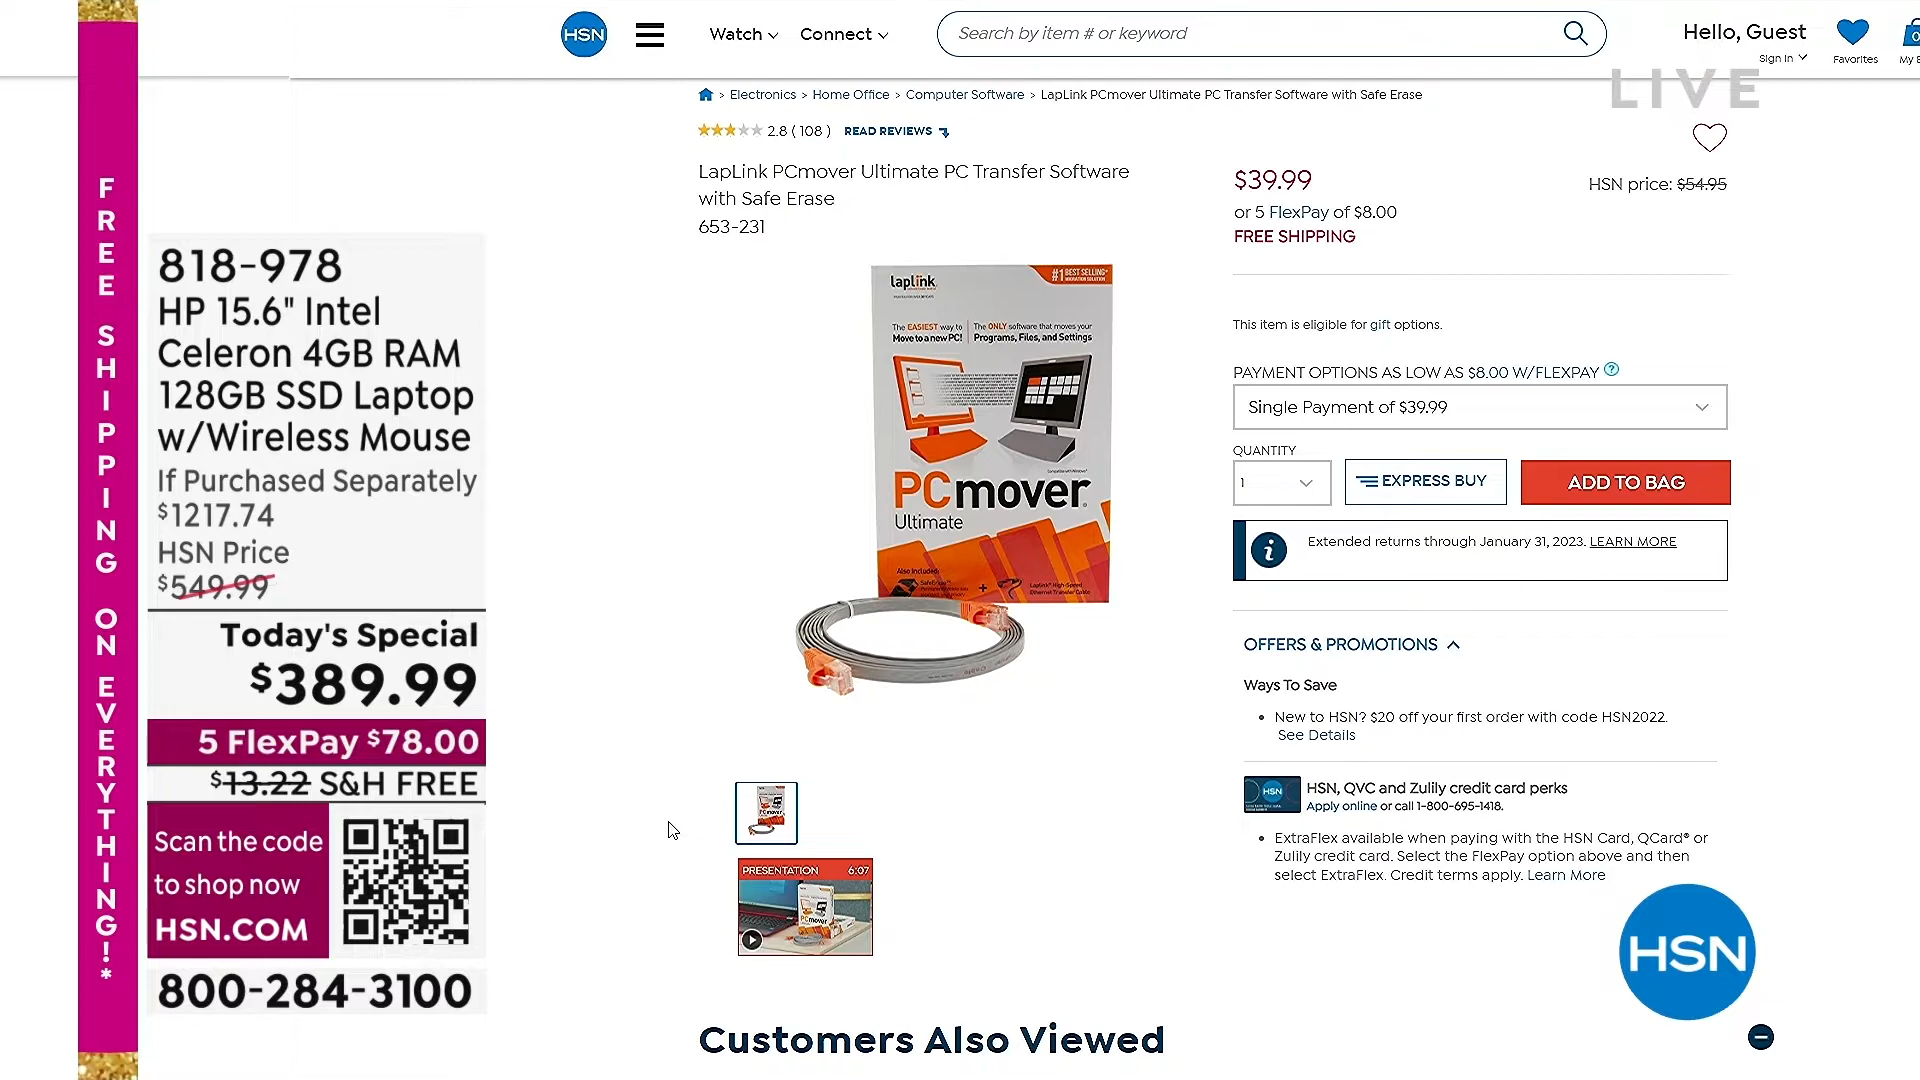 FREE SHIPPING ON EVERYTHING!*
HSN
Watch
Connect
Search by item # or keyword
Hello, Guest
Sign In
Favorites
0
LIVE
> Electronics > Home Office > Computer Software > LapLink PCmover Ultimate PC Transfer Software with Safe Erase
2.8 ( 108 ) READ REVIEWS
LapLink PCmover Ultimate PC Transfer Software
with Safe Erase
653-231
$39.99
HSN price: $54.95
or 5 FlexPay of $8.00
FREE SHIPPING
This item is eligible for gift options.
PAYMENT OPTIONS AS LOW AS $8.00 W/FLEXPAY ?
Single Payment of $39.99
QUANTITY
1
EXPRESS BUY
ADD TO BAG
Extended returns through January 31, 2023. LEARN MORE
OFFERS & PROMOTIONS
Ways To Save
• New to HSN? $20 off your first order with code HSN2022.
See Details
HSN
HSN, QVC and Zulily credit card perks
Apply online or call 1-800-695-1418.
• ExtraFlex available when paying with the HSN Card, QCard® or
Zulily credit card. Select the FlexPay option above and then
select ExtraFlex. Credit terms apply. Learn More
HSN
818-978
HP 15.6" Intel
Celeron 4GB RAM
128GB SSD Laptop
w/Wireless Mouse
If Purchased Separately
$1217.74
HSN Price
$549.99
Today's Special
$389.99
5 FlexPay $78.00
$13.22 S&H FREE
Scan the code
to shop now
HSN.COM
800-284-3100
laplink
#1 BEST SELLING
The EASIEST way to
Move to a new PC!
The ONLY software that moves your
Programs, Files, and Settings
PCmover
Ultimate
Also Included:
SafeErase
+
Laplink High-Speed
Ethernet Transfer Cable
PRESENTATION 6:07
PCmover
Customers Also Viewed